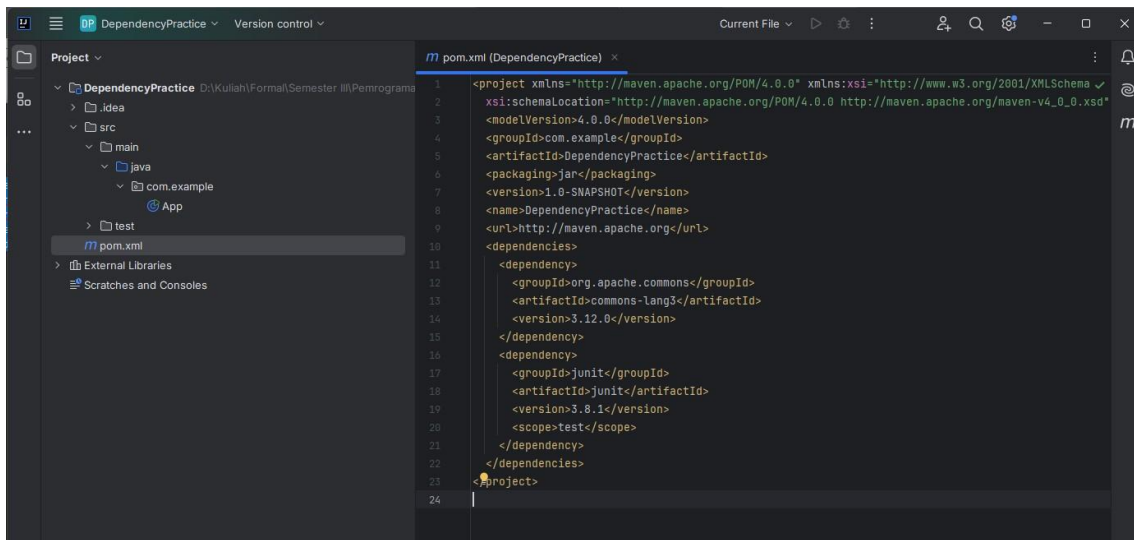 DP DependencyPractice Version control Current File
Project
pom.xml (DependencyPractice)
DependencyPractice D:\Kuliah\Formal\Semester III\Pemrograma
.idea
src
main
java
com.example
App
test
pom.xml
External Libraries
Scratches and Consoles
1 <project xmlns="http://maven.apache.org/POM/4.0.0" xmlns:xsi="http://www.w3.org/2001/XMLSchema
2 xsi:schemaLocation="http://maven.apache.org/POM/4.0.0 http://maven.apache.org/maven-v4_0_0.xsd"
3 <modelVersion>4.0.0</modelVersion>
4 <groupId>com.example</groupId>
5 <artifactId>DependencyPractice</artifactId>
6 <packaging>jar</packaging>
7 <version>1.0-SNAPSHOT</version>
8 <name>DependencyPractice</name>
9 <url>http://maven.apache.org</url>
10 <dependencies>
11 <dependency>
12 <groupId>org.apache.commons</groupId>
13 <artifactId>commons-lang3</artifactId>
14 <version>3.12.0</version>
15 </dependency>
16 <dependency>
17 <groupId>junit</groupId>
18 <artifactId>junit</artifactId>
19 <version>3.8.1</version>
20 <scope>test</scope>
21 </dependency>
22 </dependencies>
23 </project>
24